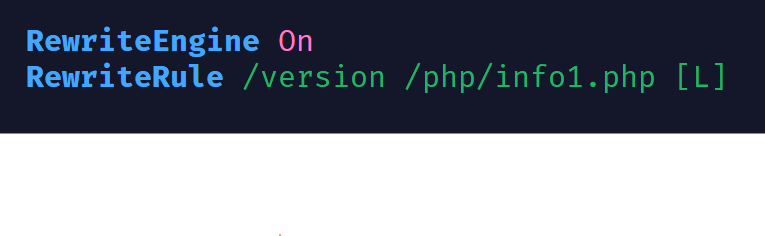 RewriteEngine On
RewriteRule /version /php/info1.php [L]